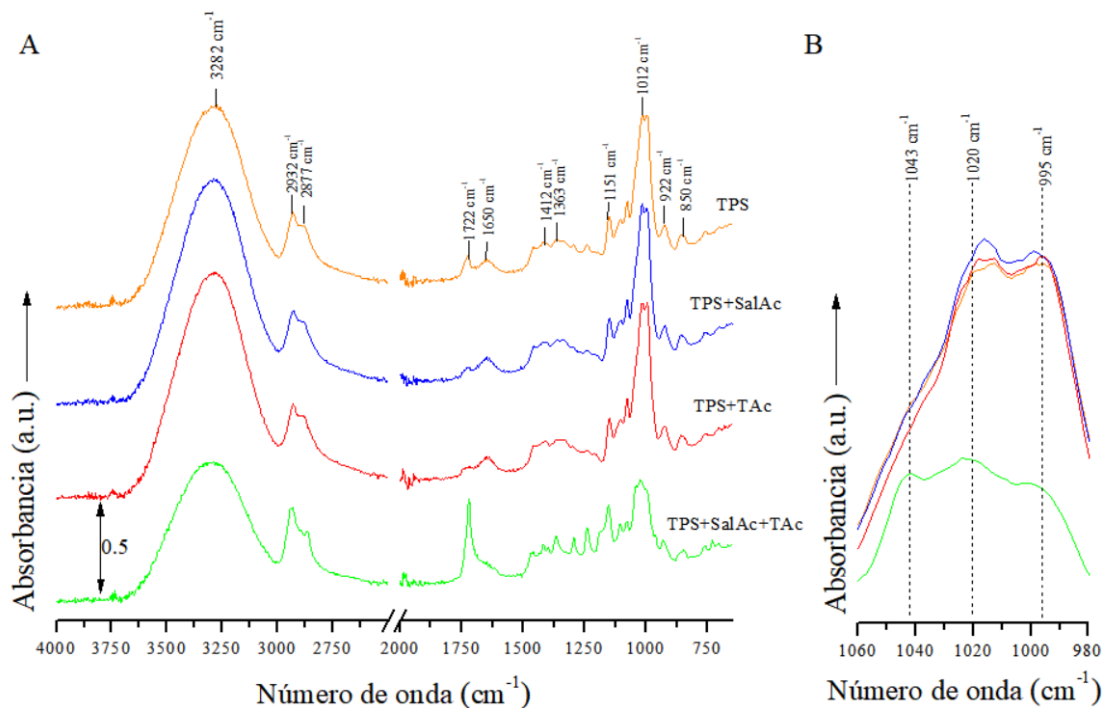 A
3282 cm⁻¹
2932 cm⁻¹
2877 cm⁻¹
1722 cm⁻¹
1650 cm⁻¹
1412 cm⁻¹
1363 cm⁻¹
1151 cm⁻¹
1012 cm⁻¹
922 cm⁻¹
850 cm⁻¹
TPS
TPS+SalAc
TPS+TAc
TPS+SalAc+TAc
0.5
Absorbancia (a.u.)
4000 3750 3500 3250 3000 2750 2000 1750 1500 1250 1000 750
Número de onda (cm⁻¹)
B
1043 cm⁻¹
1020 cm⁻¹
995 cm⁻¹
Absorbancia (a.u.)
1060 1040 1020 1000 980
Número de onda (cm⁻¹)